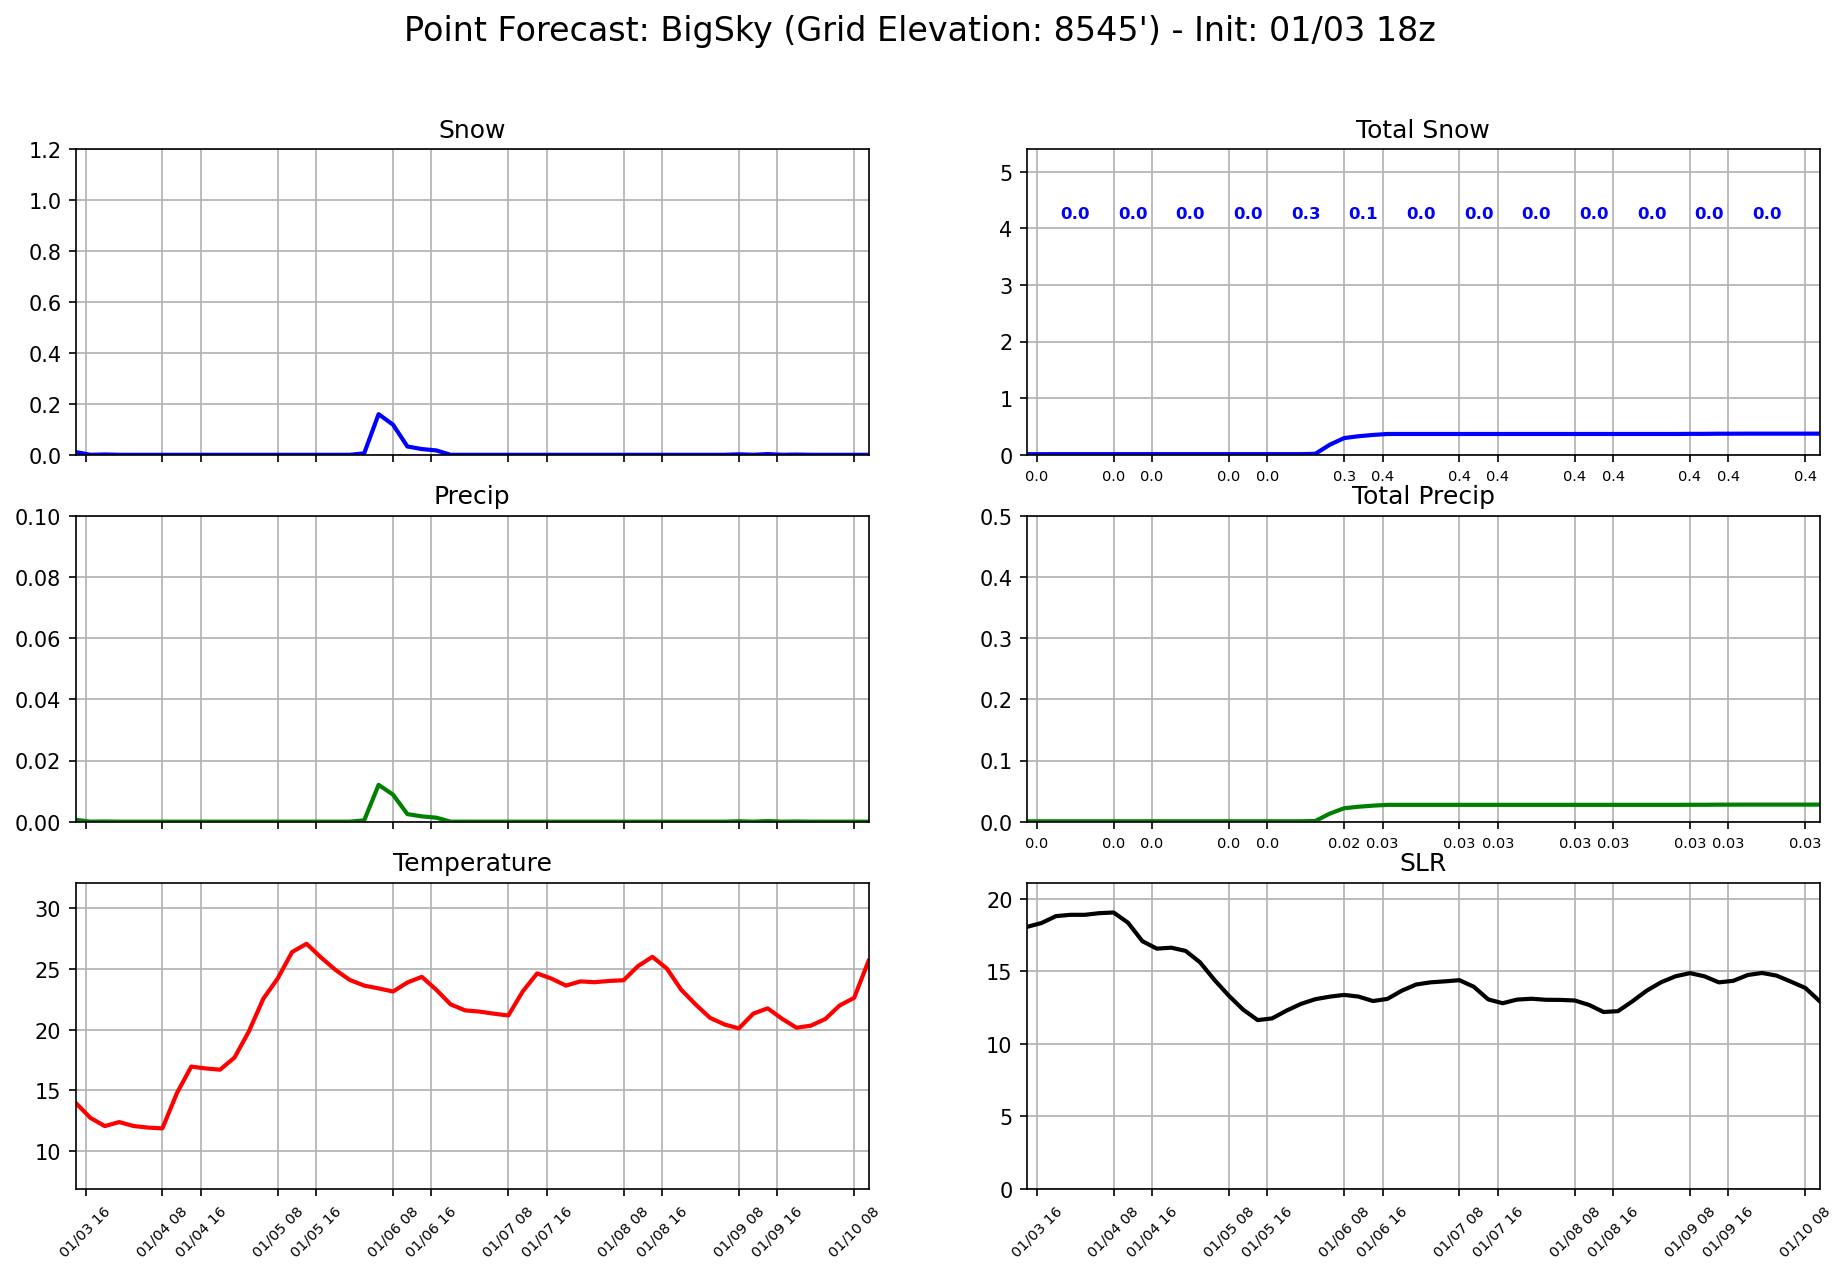 Point Forecast: BigSky (Grid Elevation: 8545') - Init: 01/03 18z
Snow
1.2
1.0
0.8
0.6
0.4
0.2
0.0
Total Snow
5
4
3
2
1
0
0.0 0.0 0.0 0.0 0.3 0.1 0.0 0.0 0.0 0.0 0.0 0.0 0.0
0.0 0.0 0.0 0.0 0.0 0.3 0.4 0.4 0.4 0.4 0.4 0.4 0.4 0.4
Precip
0.10
0.08
0.06
0.04
0.02
0.00
Total Precip
0.5
0.4
0.3
0.2
0.1
0.0
0.0 0.0 0.0 0.0 0.0 0.02 0.03 0.03 0.03 0.03 0.03 0.03 0.03 0.03
Temperature
30
25
20
15
10
01/03 16 01/04 08 01/04 16 01/05 08 01/05 16 01/06 08 01/06 16 01/07 08 01/07 16 01/08 08 01/08 16 01/09 08 01/09 16 01/10 08
SLR
20
15
10
5
0
01/03 16 01/04 08 01/04 16 01/05 08 01/05 16 01/06 08 01/06 16 01/07 08 01/07 16 01/08 08 01/08 16 01/09 08 01/09 16 01/10 08